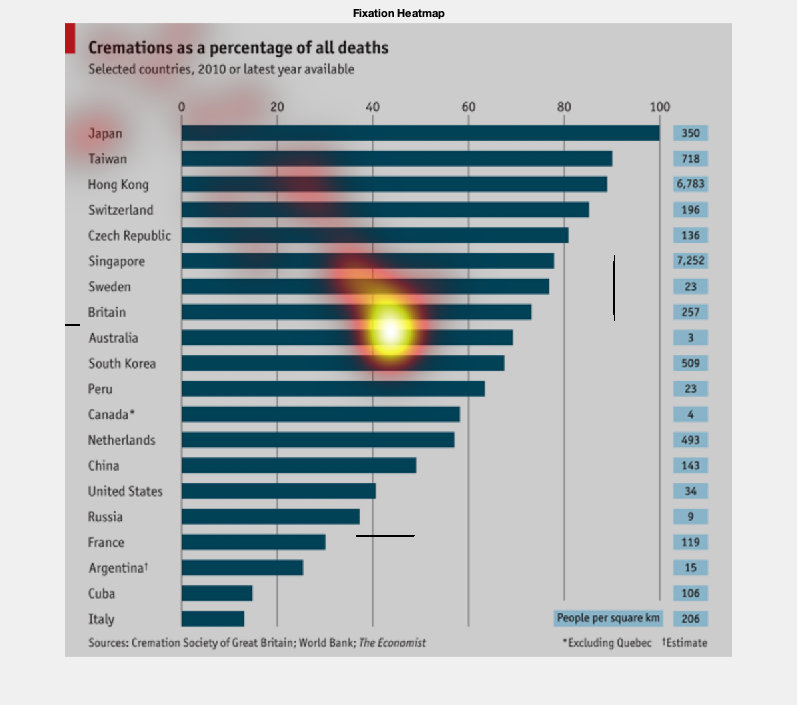 Fixation Heatmap
Cremations as a percentage of all deaths
Selected countries, 2010 or latest year available
0 20 40 60 80 100
Japan 350
Taiwan 718
Hong Kong 6,783
Switzerland 196
Czech Republic 136
Singapore 7,252
Sweden 23
Britain 257
Australia 3
South Korea 509
Peru 23
Canada* 4
Netherlands 493
China 143
United States 34
Russia 9
France 119
Argentina† 15
Cuba 106
Italy People per square km 206
Sources: Cremation Society of Great Britain; World Bank; The Economist *Excluding Quebec †Estimate